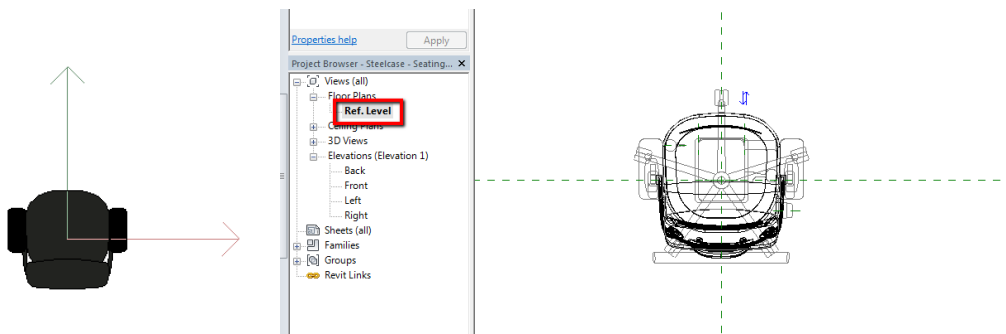 Properties help
Apply
Project Browser - Steelcase - Seating...
Views (all)
Floor Plans
Ref. Level
Ceiling Plans
3D Views
Elevations (Elevation 1)
Back
Front
Left
Right
Sheets (all)
Families
Groups
Revit Links